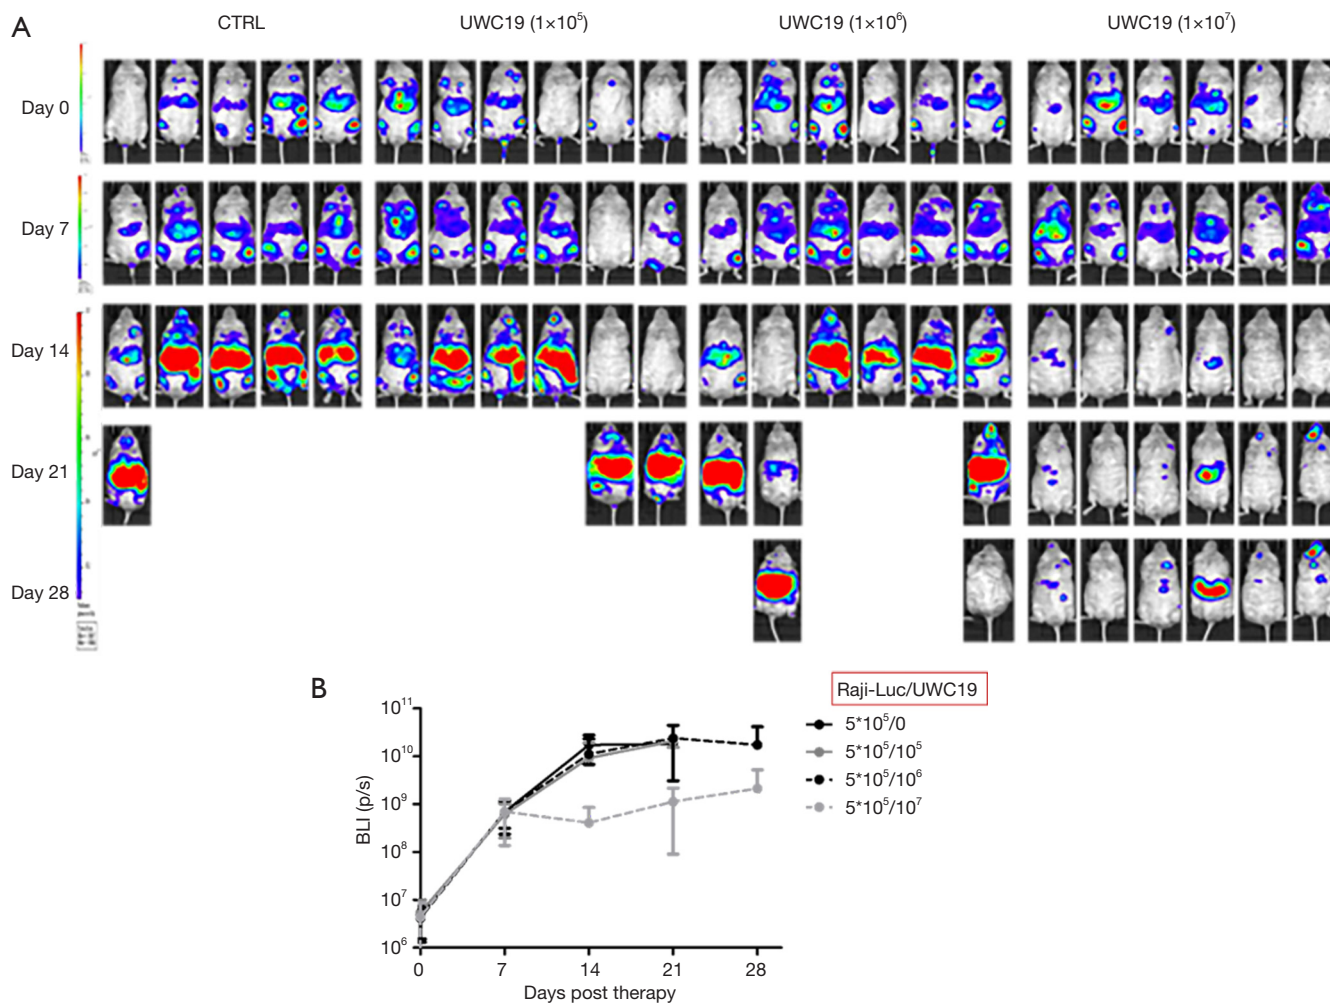 A
CTRL
UWC19 (1×10⁵)
UWC19 (1×10⁶)
UWC19 (1×10⁷)
Day 0
Day 7
Day 14
Day 21
Day 28
B
Raji-Luc/UWC19
5*10⁵/0
5*10⁵/10⁵
5*10⁵/10⁶
5*10⁵/10⁷
BLI (p/s)
10¹¹
10¹⁰
10⁹
10⁸
10⁷
10⁶
0 7 14 21 28
Days post therapy